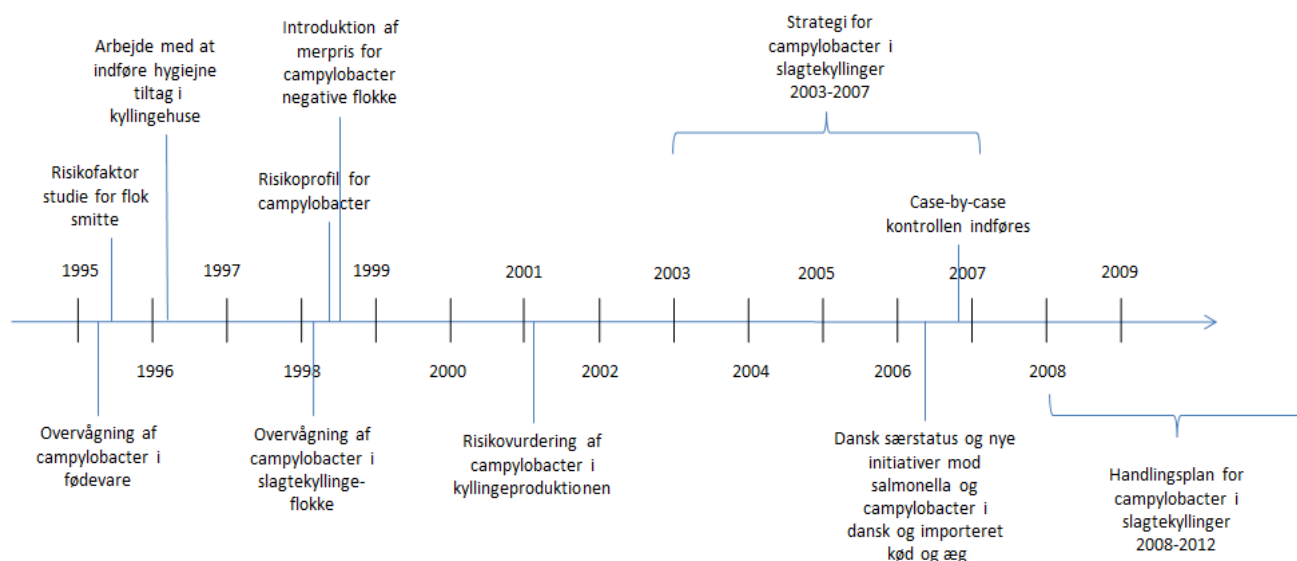 Arbejde med at
indføre hygiejne
tiltag i
kyllingehuse
Introduktion af
merpris for
campylobacter
negative flokke
Strategi for
campylobacter i
slagtekyllinger
2003-2007
Risikofaktor
studie for flok
smitte
Risikoprofil for
campylobacter
Case-by-case
kontrollen indføres
1995
1997
1999
2001
2003
2005
2007
2009
1996
1998
2000
2002
2004
2006
2008
Overvågning af
campylobacter i
fødevare
Overvågning af
campylobacter i
slagtekyllinge-
flokke
Risikovurdering af
campylobacter i
kyllingeproduktionen
Dansk særstatus og nye
initiativer mod
salmonella og
campylobacter i
dansk og importeret
kød og æg
Handlingsplan for
campylobacter i
slagtekyllinger
2008-2012